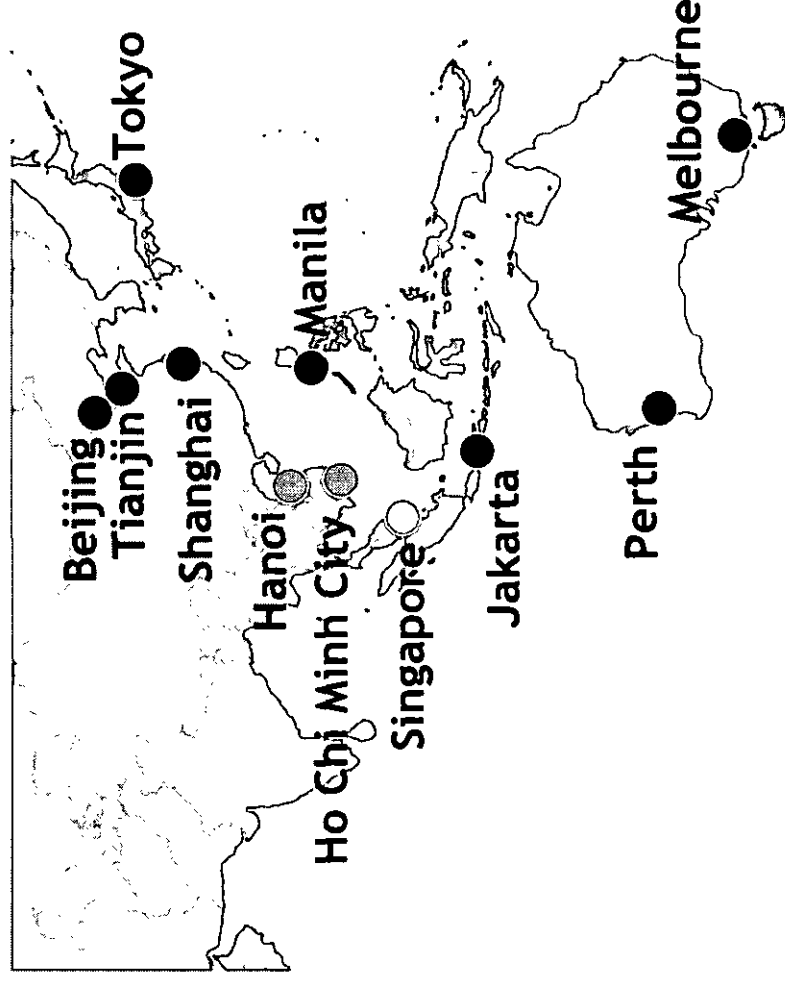 Beijing
Tianjin
Tokyo
Shanghai
Hanoi
Manila
Ho Chi Minh City
Singapore
Jakarta
Perth
Melbourne